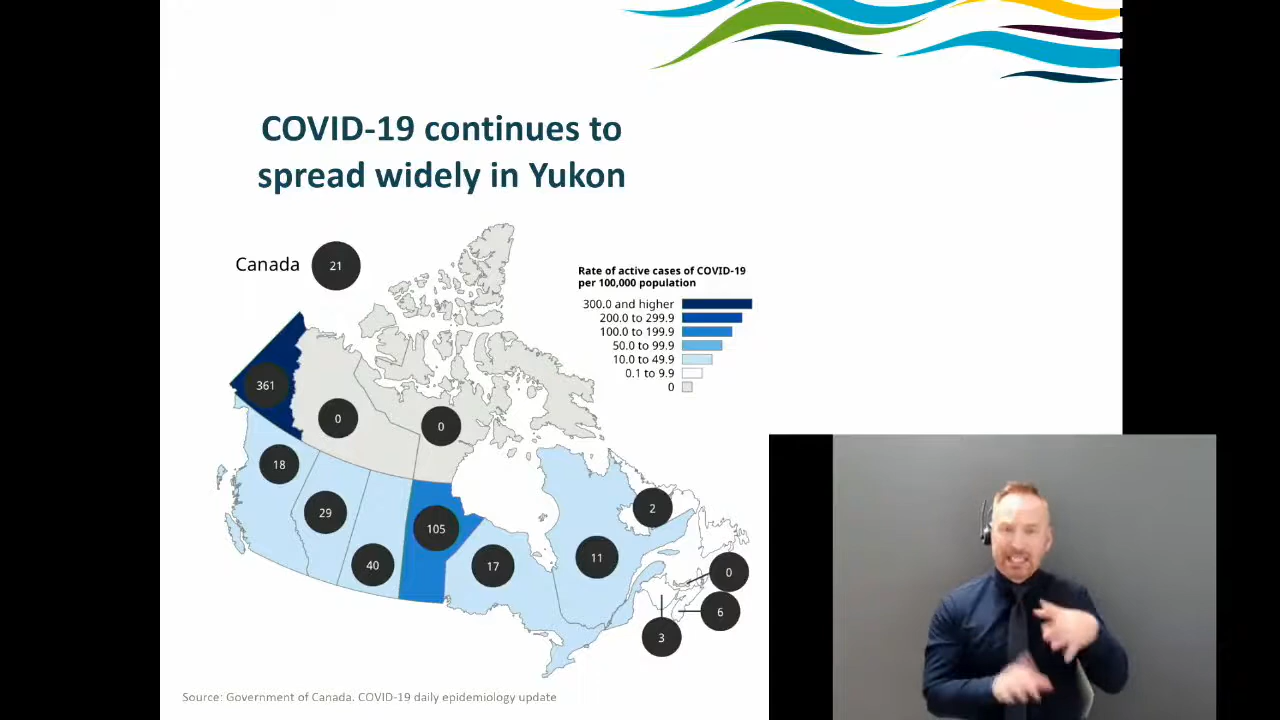 COVID-19 continues to
spread widely in Yukon
Canada
21
Rate of active cases of COVID-19
per 100,000 population
300.0 and higher
200.0 to 299.9
100.0 to 199.9
50.0 to 99.9
10.0 to 49.9
0.1 to 9.9
0
361
0
0
18
29
40
105
17
11
2
0
6
3
Source: Government of Canada. COVID-19 daily epidemiology update